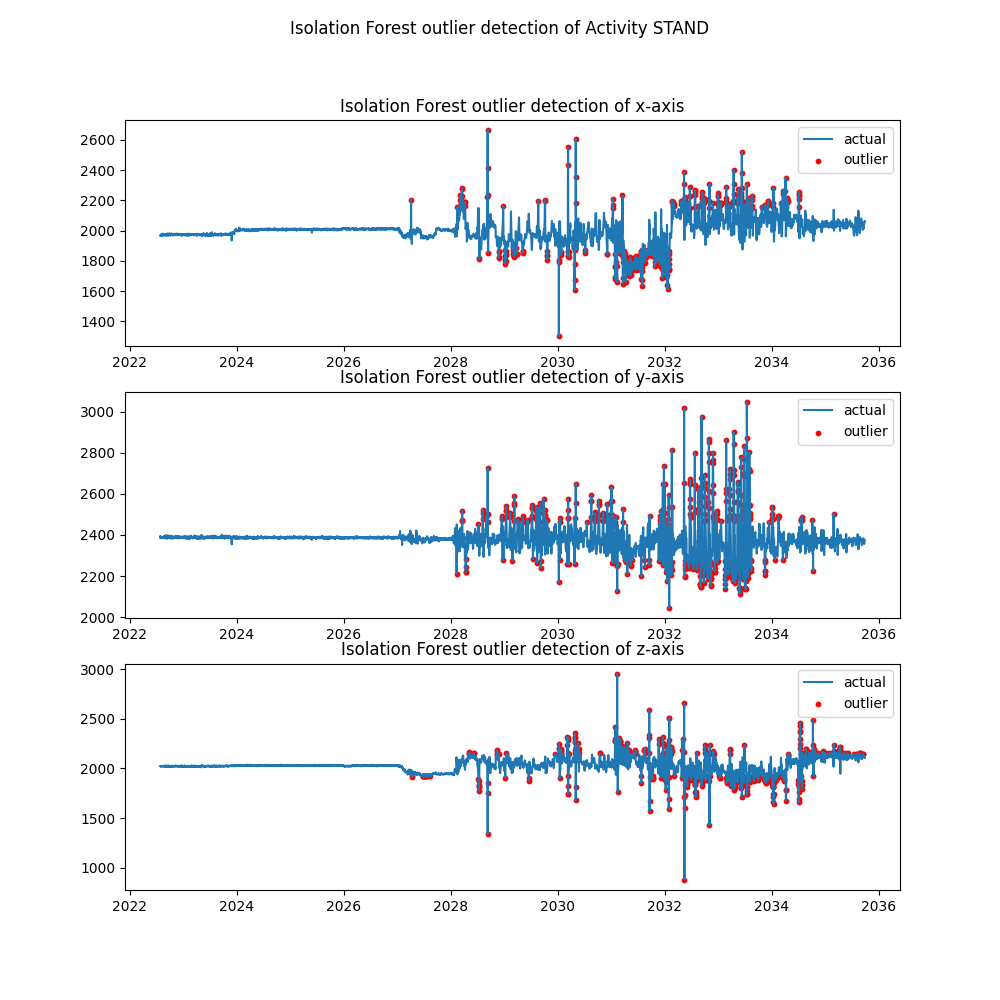 Isolation Forest outlier detection of Activity STAND
Isolation Forest outlier detection of x-axis
2600
2400
2200
2000
1800
1600
1400
actual
outlier
2022 2024 2026 2028 2030 2032 2034 2036
Isolation Forest outlier detection of y-axis
3000
2800
2600
2400
2200
2000
actual
outlier
2022 2024 2026 2028 2030 2032 2034 2036
Isolation Forest outlier detection of z-axis
3000
2500
2000
1500
1000
actual
outlier
2022 2024 2026 2028 2030 2032 2034 2036